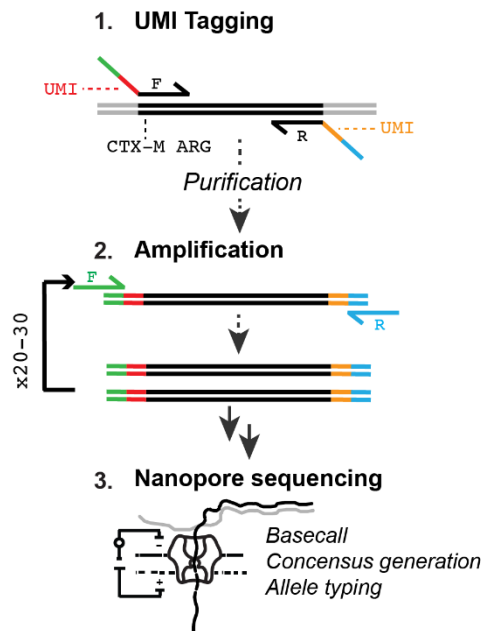 1. UMI Tagging
UMI
F
CTX-M ARG
R
UMI
Purification
2. Amplification
F
R
x20-30
3. Nanopore sequencing
-
+
Basecall
Concensus generation
Allele typing